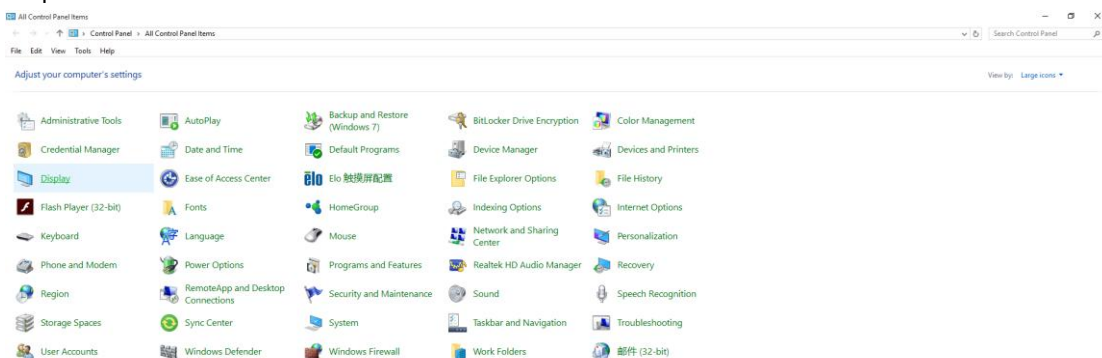 All Control Panel Items
Control Panel > All Control Panel Items
Search Control Panel
File Edit View Tools Help
Adjust your computer's settings
View by: Large icons
Administrative Tools
AutoPlay
Backup and Restore
(Windows 7)
BitLocker Drive Encryption
Color Management
Credential Manager
Date and Time
Default Programs
Device Manager
Devices and Printers
Display
Ease of Access Center
elo
Elo 触摸屏配置
File Explorer Options
File History
Flash Player (32-bit)
Fonts
HomeGroup
Indexing Options
Internet Options
Keyboard
Language
Mouse
Network and Sharing
Center
Personalization
Phone and Modem
Power Options
Programs and Features
Realtek HD Audio Manager
Recovery
Region
RemoteApp and Desktop
Connections
Security and Maintenance
Sound
Speech Recognition
Storage Spaces
Sync Center
System
Taskbar and Navigation
Troubleshooting
User Accounts
Windows Defender
Windows Firewall
Work Folders
邮件 (32-bit)